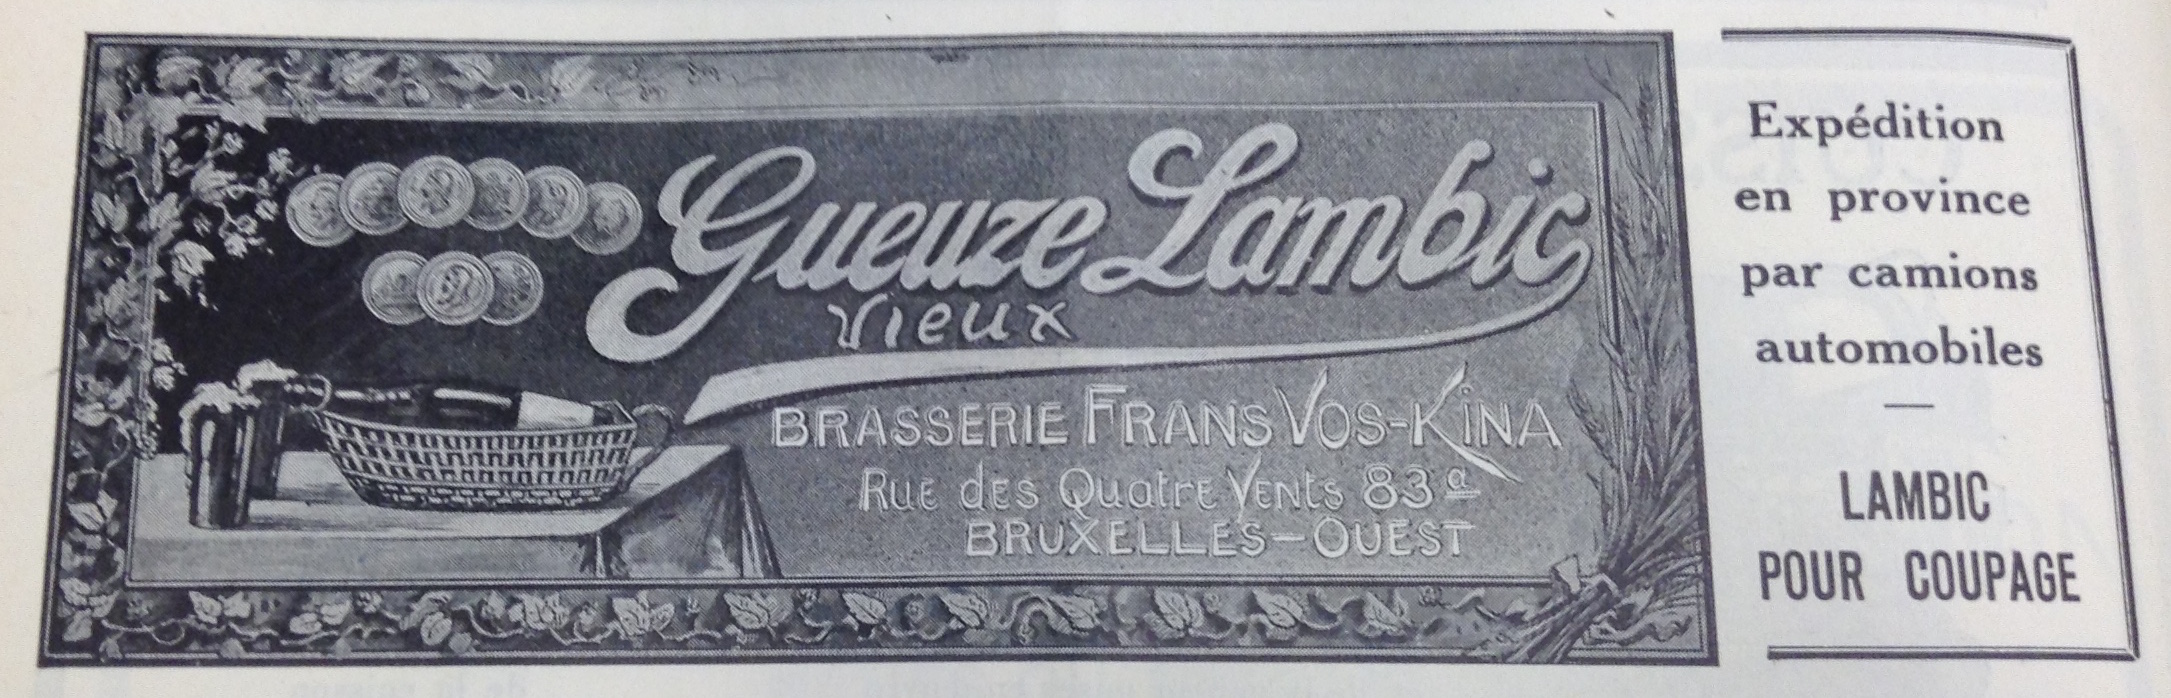 Gueuze Lambic
Vieux
BRASSERIE FRANS VOS-KINA
Rue des Quatre Vents 83a
BRUXELLES-OUEST
Expédition
en province
par camions
automobiles
—
LAMBIC
POUR COUPAGE